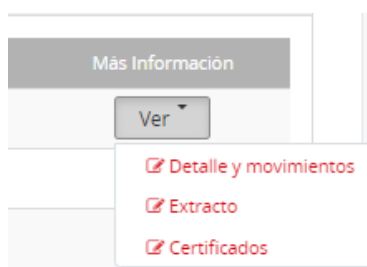 Más Información
Ver
Detalle y movimientos
Extracto
Certificados